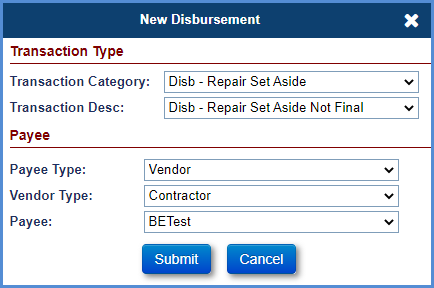 New Disbursement
Transaction Type
Transaction Category: Disb - Repair Set Aside
Transaction Desc: Disb - Repair Set Aside Not Final
Payee
Payee Type: Vendor
Vendor Type: Contractor
Payee: BETest
Submit Cancel